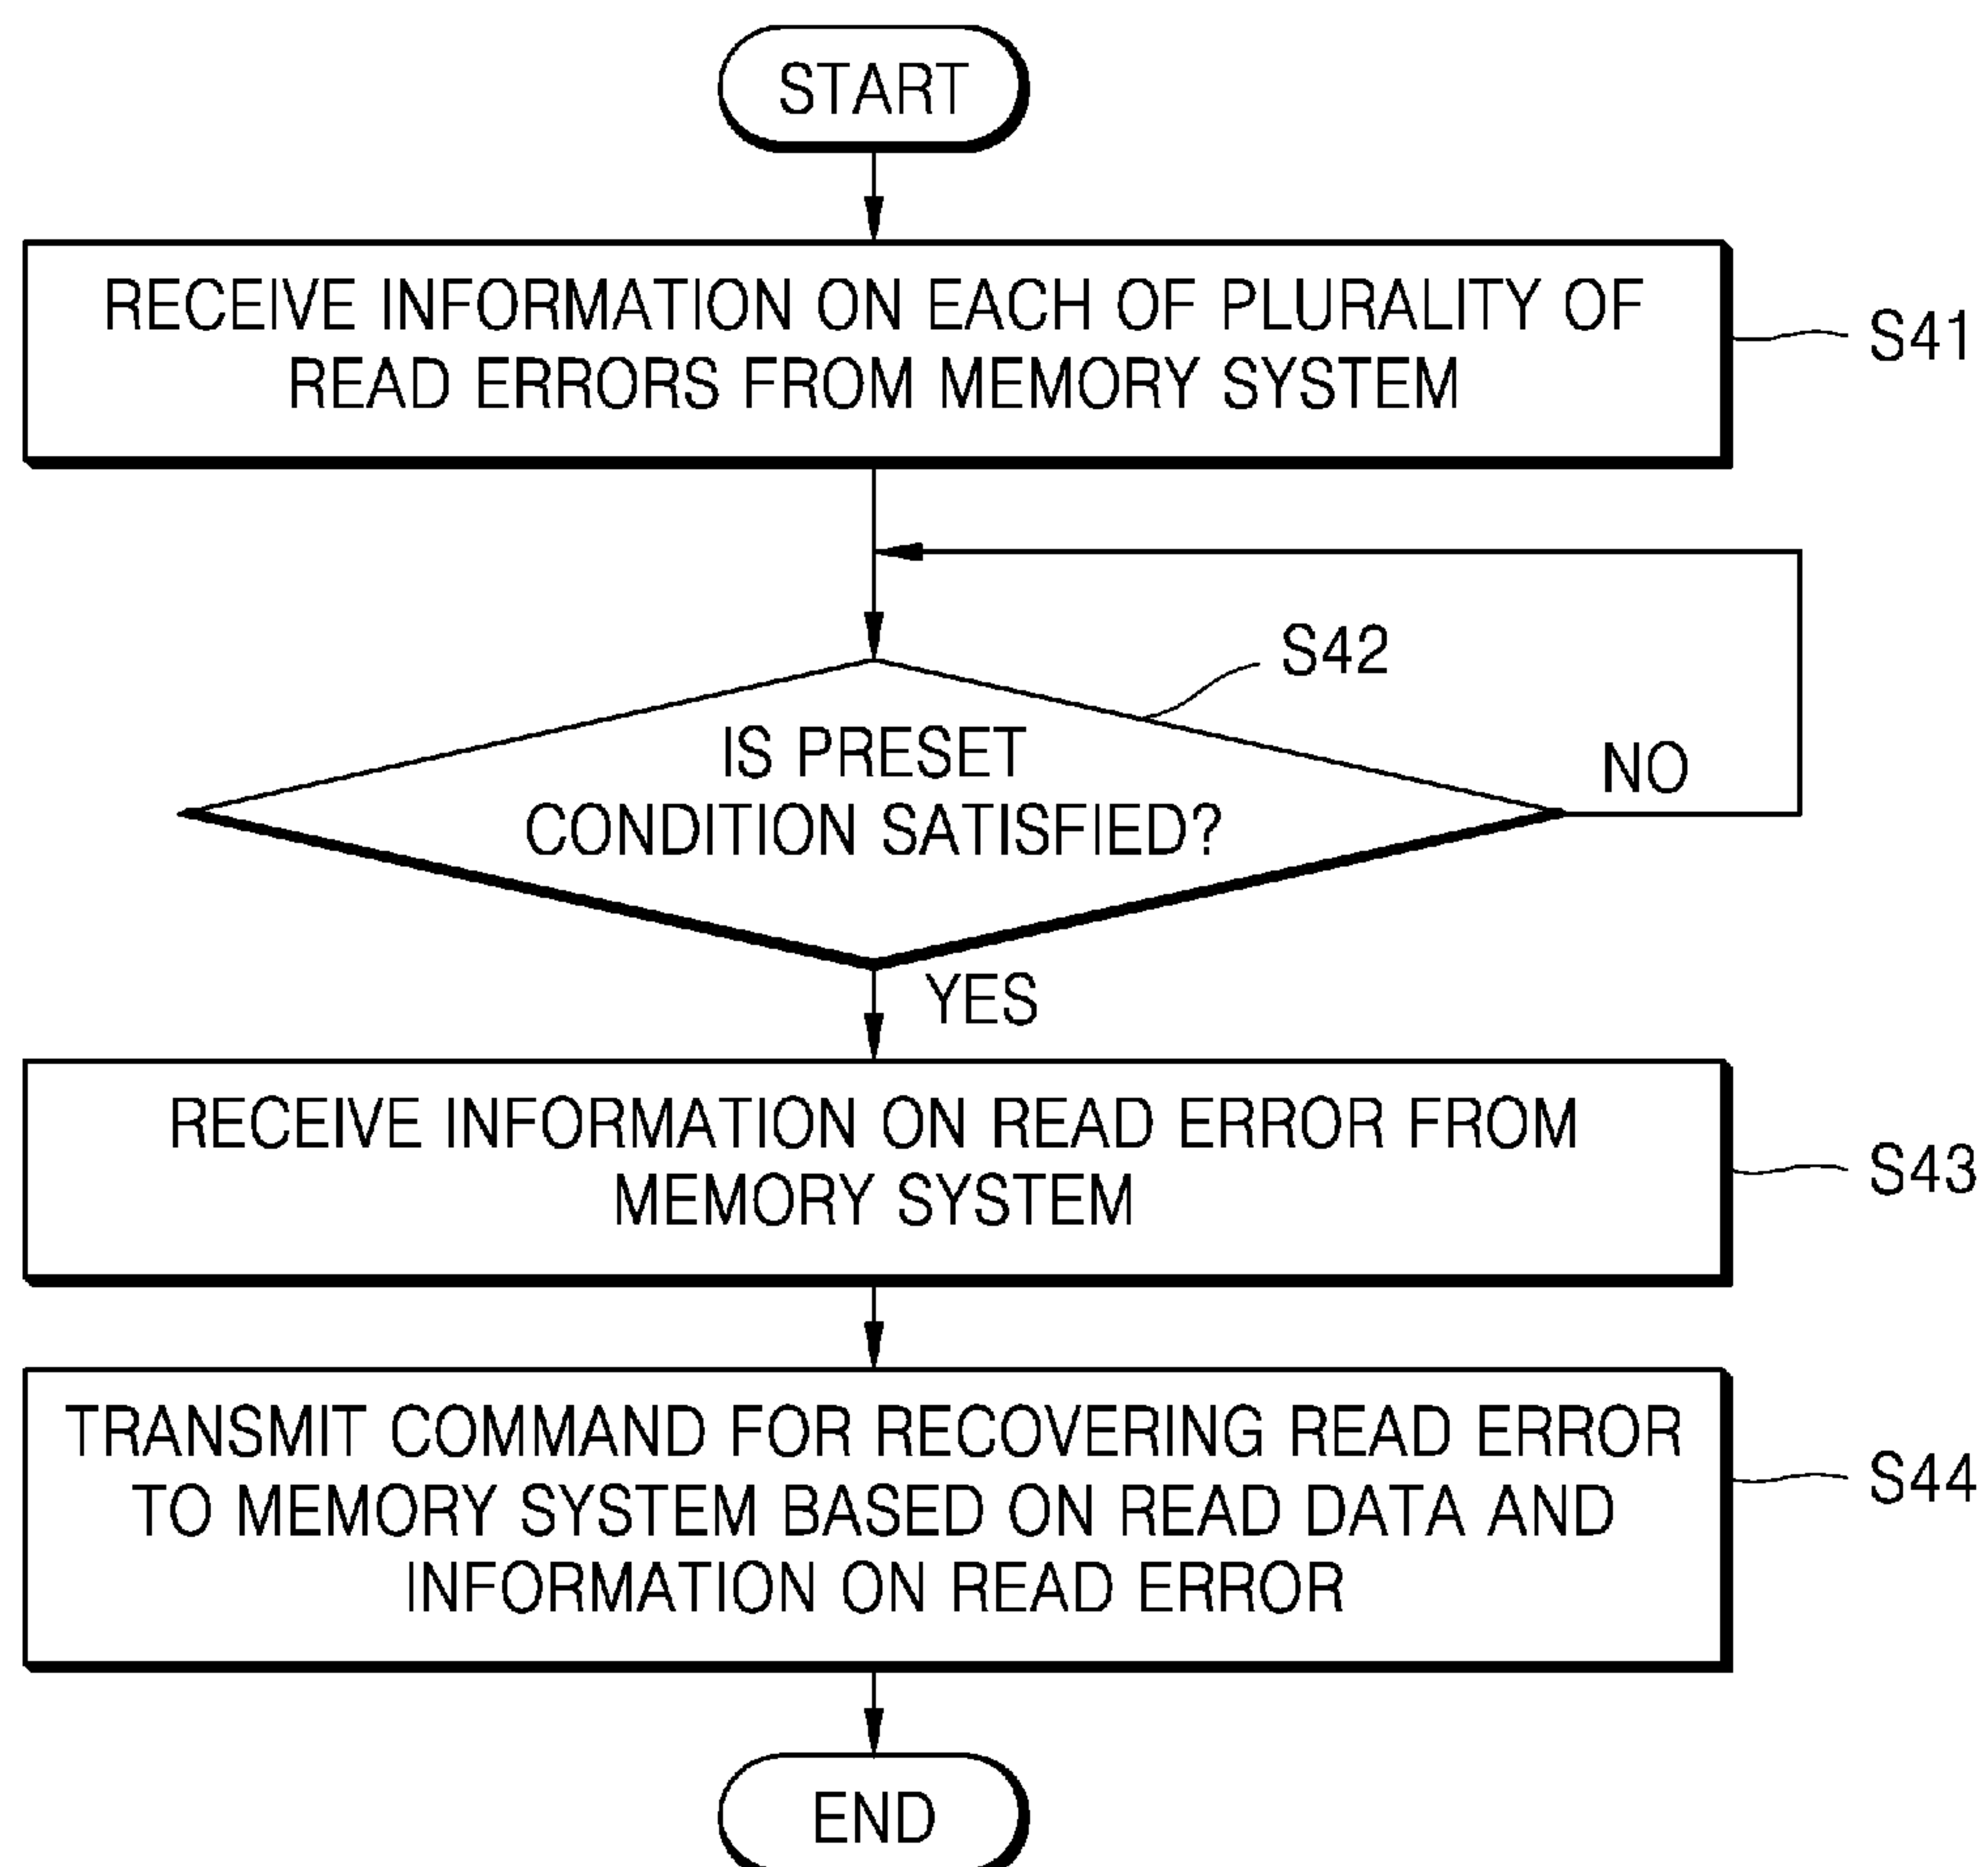 START
RECEIVE INFORMATION ON EACH OF PLURALITY OF
READ ERRORS FROM MEMORY SYSTEM
S41
S42
IS PRESET
CONDITION SATISFIED?
NO
YES
RECEIVE INFORMATION ON READ ERROR FROM
MEMORY SYSTEM
S43
TRANSMIT COMMAND FOR RECOVERING READ ERROR
TO MEMORY SYSTEM BASED ON READ DATA AND
INFORMATION ON READ ERROR
S44
END